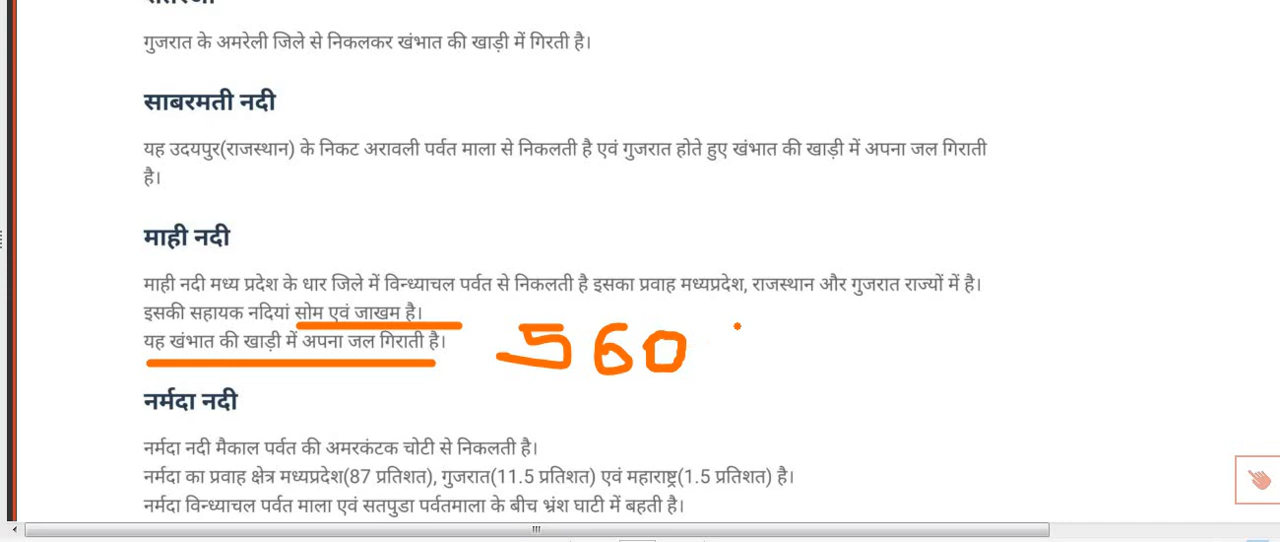 गुजरात के अमरेली जिले से निकलकर खंभात की खाड़ी में गिरती है।
साबरमती नदी
यह उदयपुर(राजस्थान) के निकट अरावली पर्वत माला से निकलती है एवं गुजरात होते हुए खंभात की खाड़ी में अपना जल गिराती
है।
माही नदी
माही नदी मध्य प्रदेश के धार जिले में विन्ध्याचल पर्वत से निकलती है इसका प्रवाह मध्यप्रदेश, राजस्थान और गुजरात राज्यों में है।
इसकी सहायक नदियां सोम एवं जाखम है।
यह खंभात की खाड़ी में अपना जल गिराती है।
560
नर्मदा नदी
नर्मदा नदी मैकाल पर्वत की अमरकंटक चोटी से निकलती है।
नर्मदा का प्रवाह क्षेत्र मध्यप्रदेश(87 प्रतिशत), गुजरात(11.5 प्रतिशत) एवं महाराष्ट्र(1.5 प्रतिशत) है।
नर्मदा विन्ध्याचल पर्वत माला एवं सतपुडा पर्वतमाला के बीच भ्रंश घाटी में बहती है।